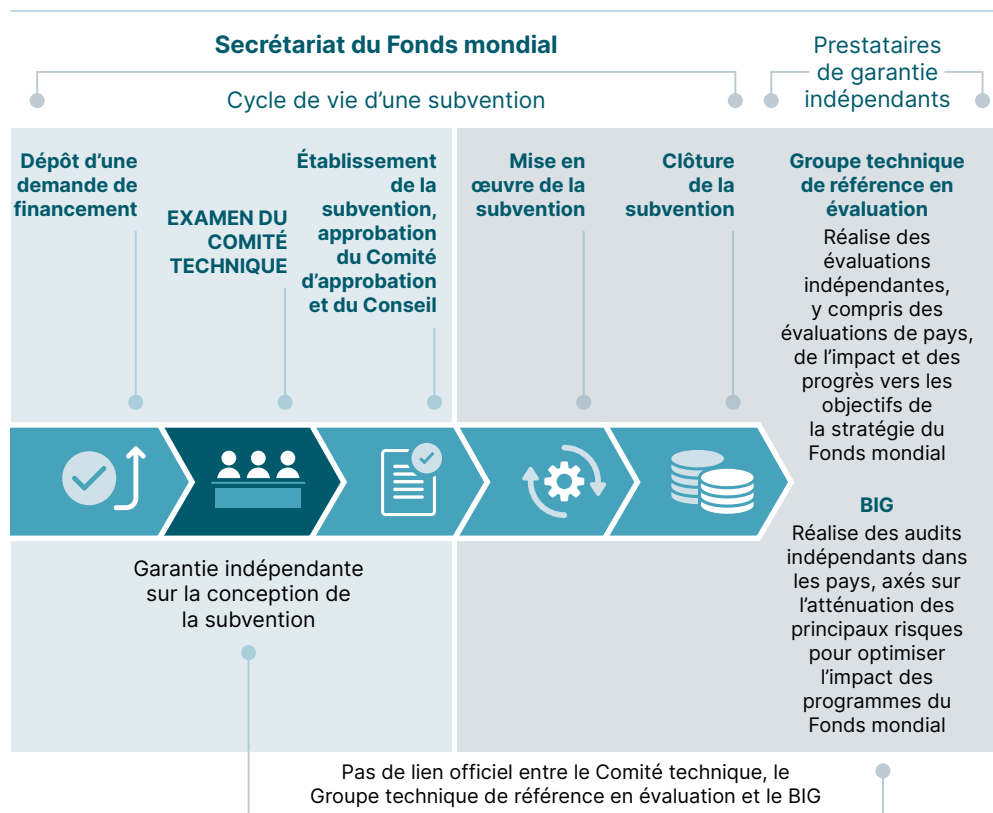 Secrétariat du Fonds mondial
Cycle de vie d’une subvention
Prestataires
de garantie
indépendants
Dépôt d’une
demande de
financement
EXAMEN DU
COMITÉ
TECHNIQUE
Établissement
de la
subvention,
approbation
du Comité
d’approbation
et du Conseil
Mise en
œuvre de la
subvention
Clôture
de la
subvention
Groupe technique
de référence en
évaluation
Réalise des
évaluations
indépendantes,
y compris des
évaluations de pays,
de l’impact et des
progrès vers les
objectifs de
la stratégie du
Fonds mondial
BIG
Réalise des audits
indépendants dans
les pays, axés sur
l’atténuation des
principaux risques
pour optimiser
l’impact des
programmes du
Fonds mondial
Garantie indépendante
sur la conception de
la subvention
Pas de lien officiel entre le Comité technique, le
Groupe technique de référence en évaluation et le BIG